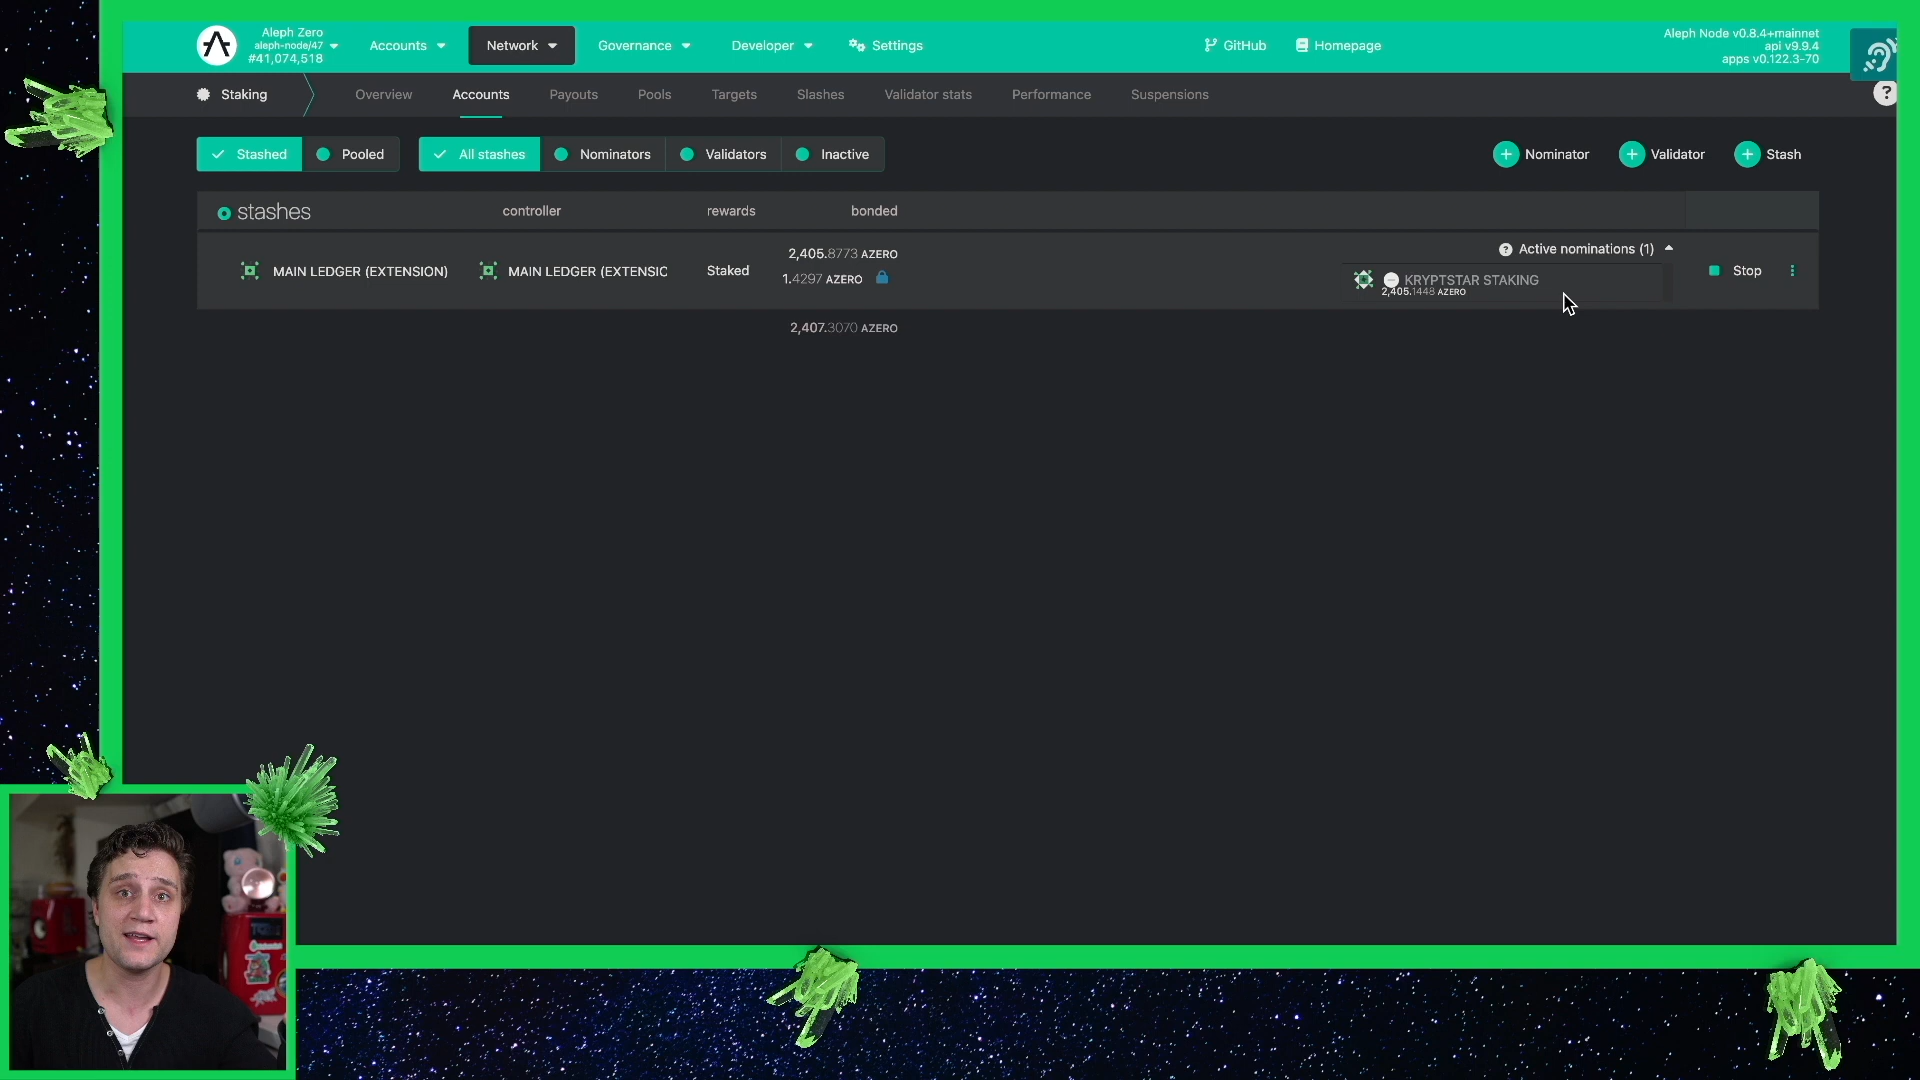 Aleph Zero
aleph-node/47
#41,074,518
Accounts
Network
Governance
Developer
Settings
GitHub
Homepage
Aleph Node v0.8.4+mainnet
api v9.9.4
apps v0.122.3-70
?
Staking
Overview
Accounts
Payouts
Pools
Targets
Slashes
Validator stats
Performance
Suspensions
Stashed
Pooled
All stashes
Nominators
Validators
Inactive
Nominator
Validator
Stash
stashes
controller
rewards
bonded
MAIN LEDGER (EXTENSION)
MAIN LEDGER (EXTENSIC
Staked
2,405.8773 AZERO
1.4297 AZERO
? Active nominations (1)
KRYPTSTAR STAKING
2,405.1448 AZERO
Stop
2,407.3070 AZERO